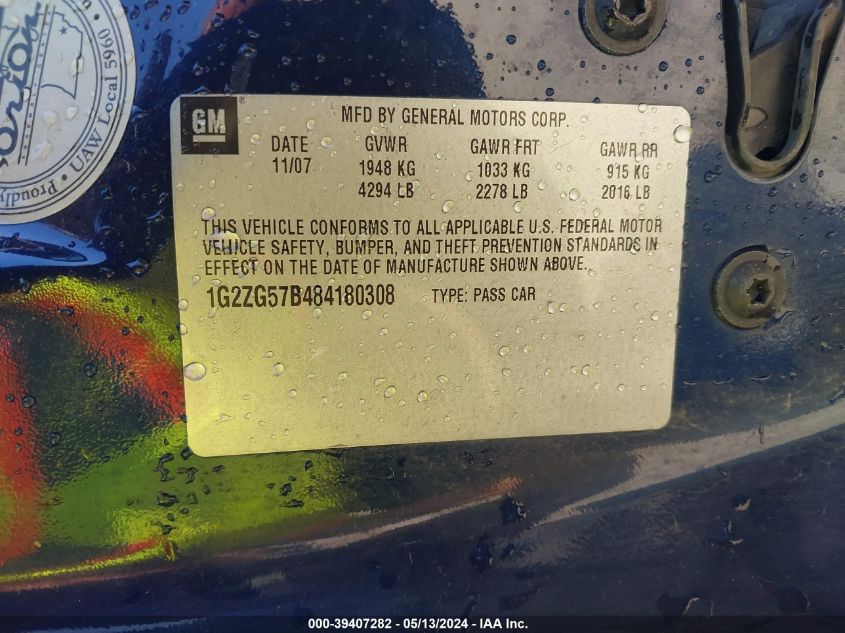 Orion
Proudly
UAW Local 5960
GM
MFD BY GENERAL MOTORS CORP.
DATE GVWR GAWR FRT GAWR RR
11/07 1948 KG 1033 KG 915 KG
4294 LB 2278 LB 2016 LB
THIS VEHICLE CONFORMS TO ALL APPLICABLE U.S. FEDERAL MOTOR
VEHICLE SAFETY, BUMPER, AND THEFT PREVENTION STANDARDS IN
EFFECT ON THE DATE OF MANUFACTURE SHOWN ABOVE.
1G2ZG57B484180308 TYPE: PASS CAR
000-39407282 - 05/13/2024 - IAA Inc.